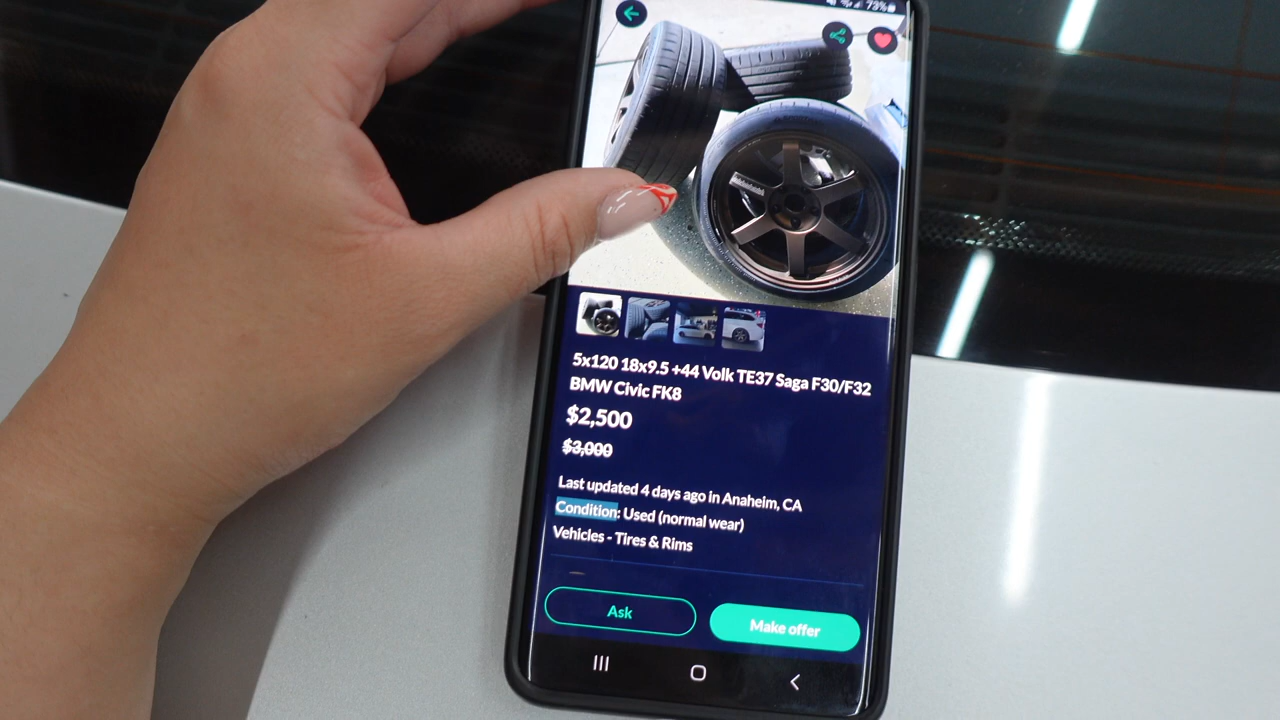 73%
5x120 18x9.5 +44 Volk TE37 Saga F30/F32
BMW Civic FK8
$2,500
$3,000
Last updated 4 days ago in Anaheim, CA
Condition: Used (normal wear)
Vehicles - Tires & Rims
Ask
Make offer